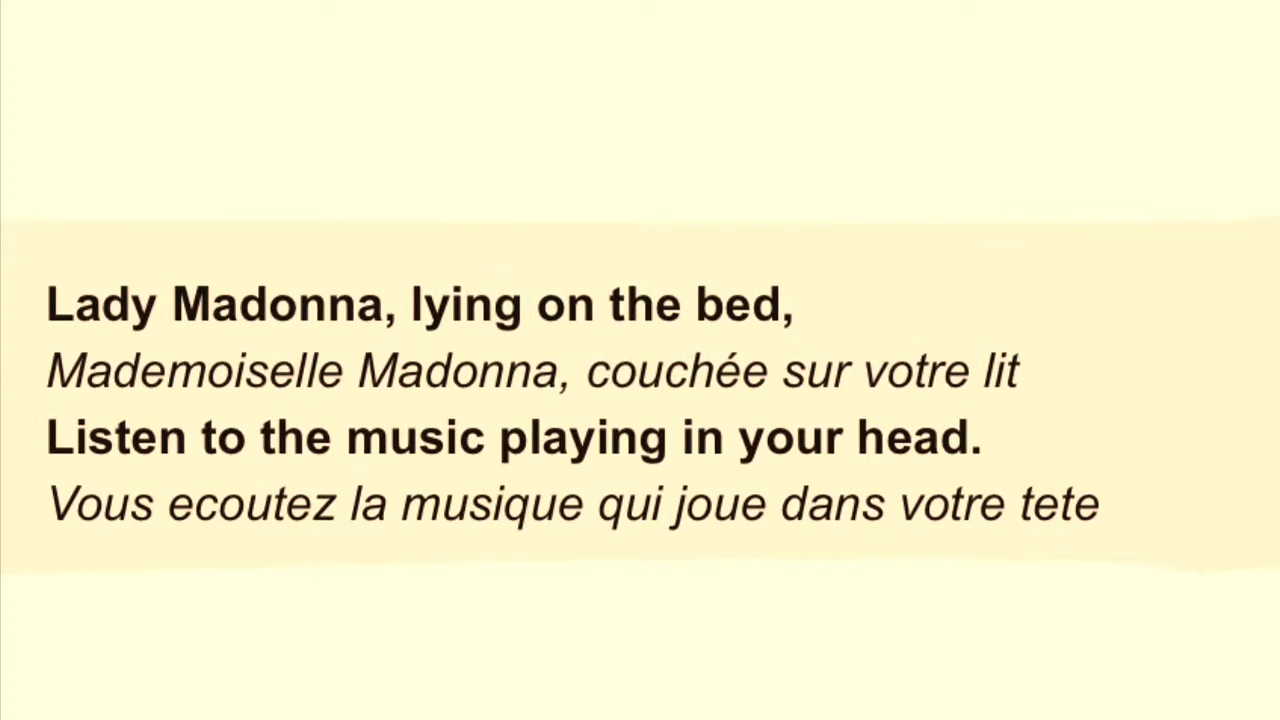 Lady Madonna, lying on the bed,
Mademoiselle Madonna, couchée sur votre lit
Listen to the music playing in your head.
Vous ecoutez la musique qui joue dans votre tete